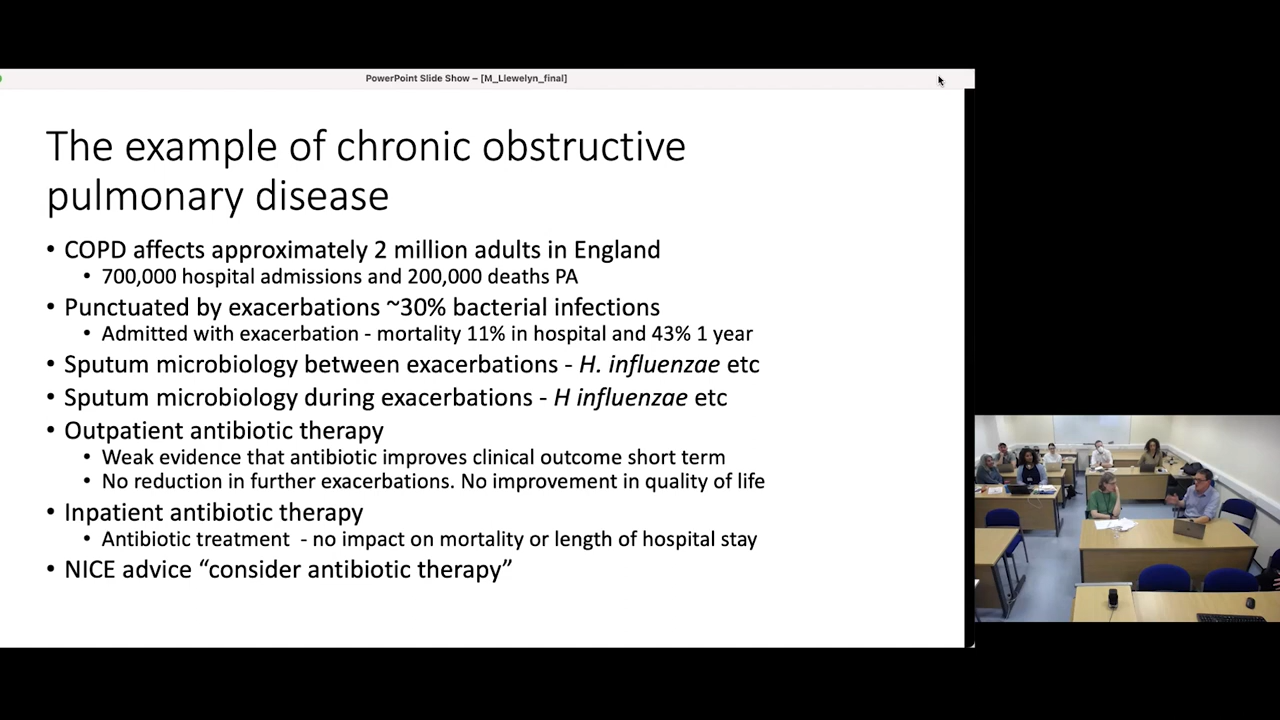 PowerPoint Slide Show – [M_Llewelyn_final]
The example of chronic obstructive
pulmonary disease
• COPD affects approximately 2 million adults in England
• 700,000 hospital admissions and 200,000 deaths PA
• Punctuated by exacerbations ~30% bacterial infections
• Admitted with exacerbation - mortality 11% in hospital and 43% 1 year
• Sputum microbiology between exacerbations - H. influenzae etc
• Sputum microbiology during exacerbations - H influenzae etc
• Outpatient antibiotic therapy
• Weak evidence that antibiotic improves clinical outcome short term
• No reduction in further exacerbations. No improvement in quality of life
• Inpatient antibiotic therapy
• Antibiotic treatment  - no impact on mortality or length of hospital stay
• NICE advice “consider antibiotic therapy”